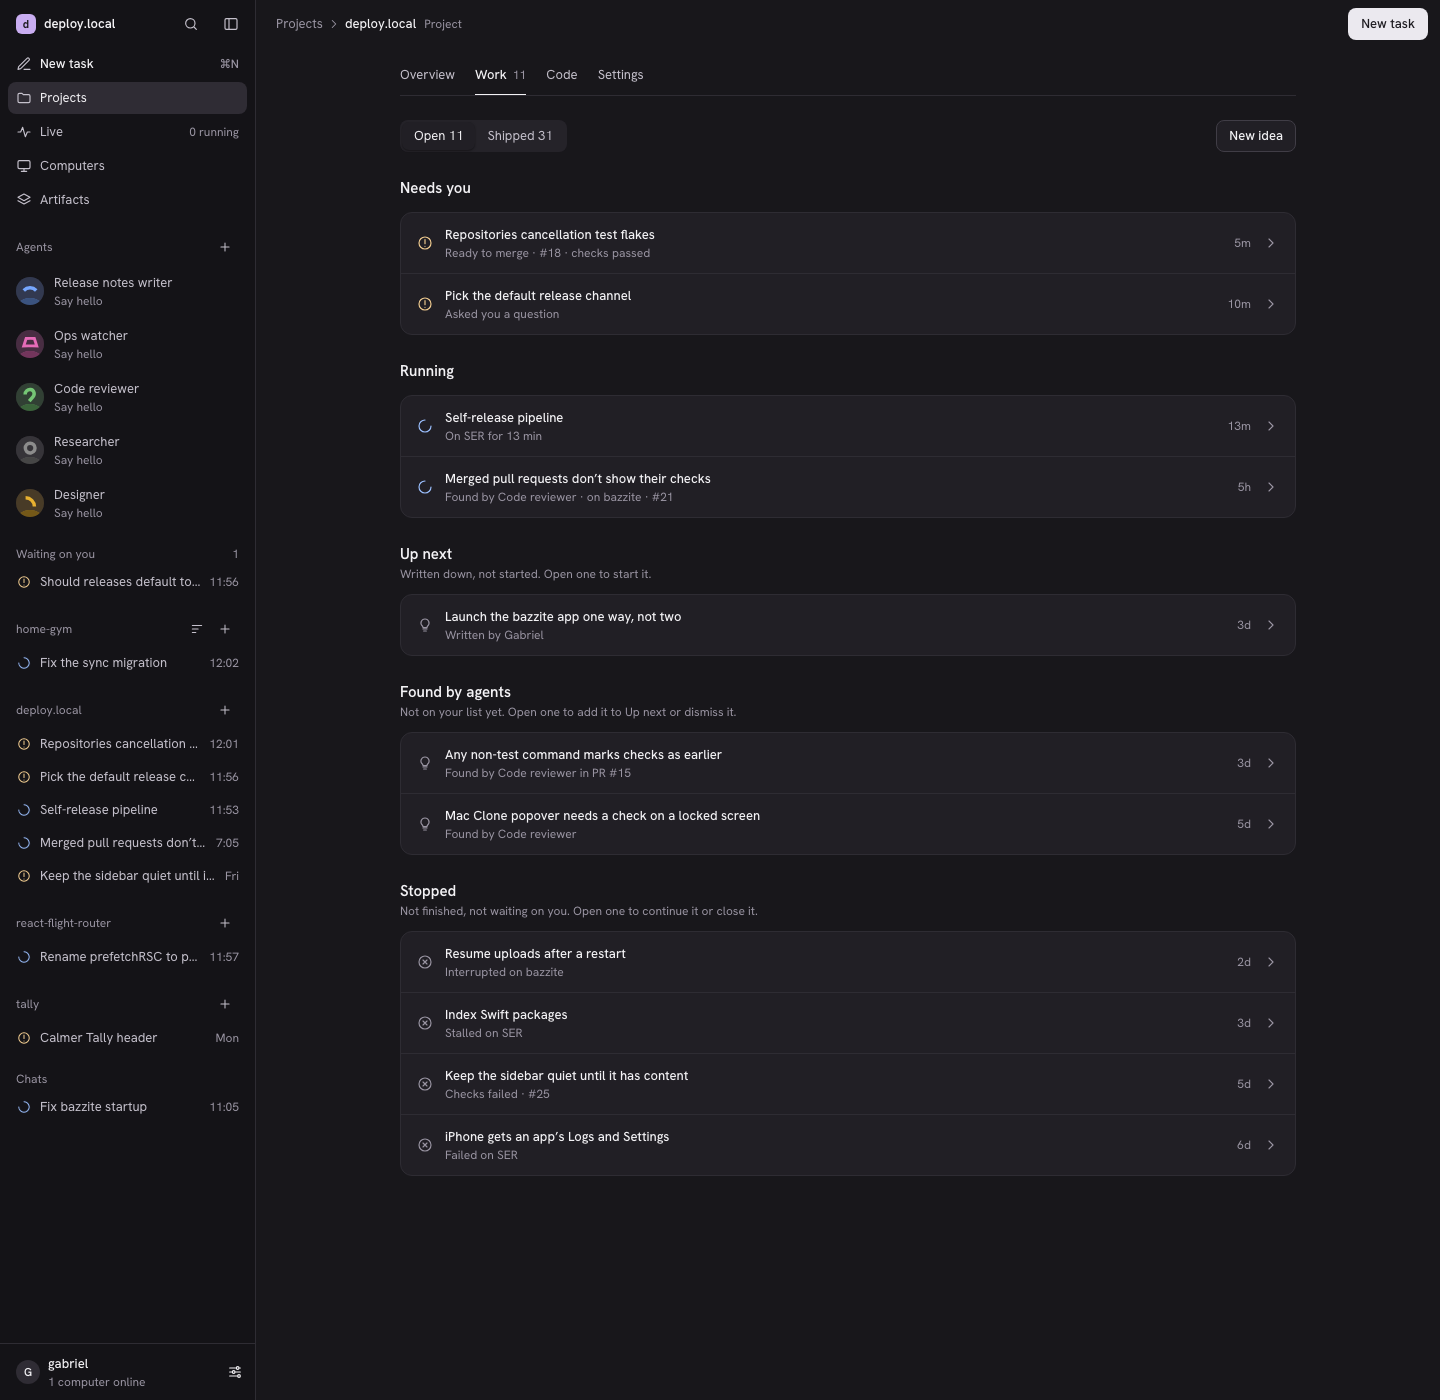 d deploy.local
New task ⌘N
Projects
Live 0 running
Computers
Artifacts
Agents
Release notes writer
Say hello
Ops watcher
Say hello
Code reviewer
Say hello
Researcher
Say hello
Designer
Say hello
Waiting on you 1
Should releases default to... 11:56
home-gym
Fix the sync migration 12:02
deploy.local
Repositories cancellation ... 12:01
Pick the default release c... 11:56
Self-release pipeline 11:53
Merged pull requests don’t... 7:05
Keep the sidebar quiet until i... Fri
react-flight-router
Rename prefetchRSC to p... 11:57
tally
Calmer Tally header Mon
Chats
Fix bazzite startup 11:05
G gabriel
1 computer online
Projects > deploy.local Project
New task
Overview Work 11 Code Settings
Open 11 Shipped 31
New idea
Needs you
Repositories cancellation test flakes
Ready to merge · #18 · checks passed
5m
Pick the default release channel
Asked you a question
10m
Running
Self-release pipeline
On SER for 13 min
13m
Merged pull requests don’t show their checks
Found by Code reviewer · on bazzite · #21
5h
Up next
Written down, not started. Open one to start it.
Launch the bazzite app one way, not two
Written by Gabriel
3d
Found by agents
Not on your list yet. Open one to add it to Up next or dismiss it.
Any non-test command marks checks as earlier
Found by Code reviewer in PR #15
3d
Mac Clone popover needs a check on a locked screen
Found by Code reviewer
5d
Stopped
Not finished, not waiting on you. Open one to continue it or close it.
Resume uploads after a restart
Interrupted on bazzite
2d
Index Swift packages
Stalled on SER
3d
Keep the sidebar quiet until it has content
Checks failed · #25
5d
iPhone gets an app’s Logs and Settings
Failed on SER
6d